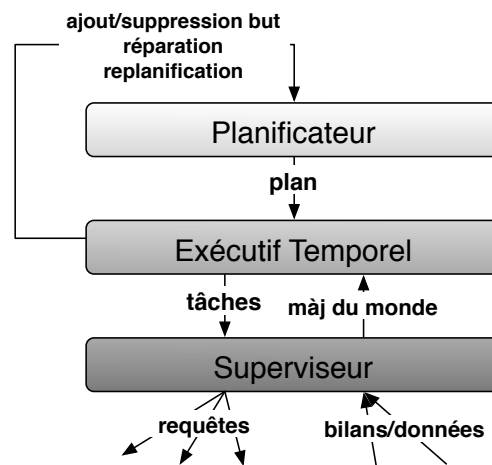 ajout/suppression but
réparation
replanification
Planificateur
plan
Exécutif Temporel
tâches
màj du monde
Superviseur
requêtes
bilans/données